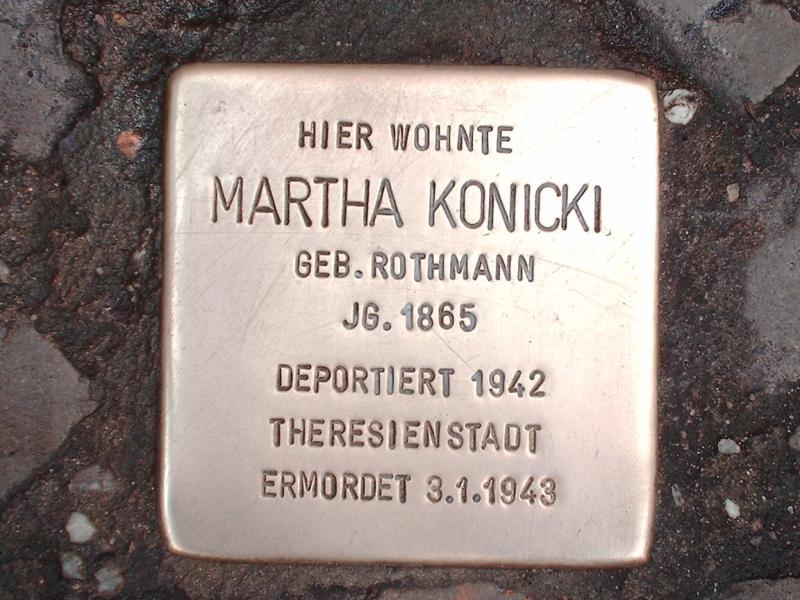 HIER WOHNTE
MARTHA KONICKI
GEB. ROTHMANN
JG. 1865
DEPORTIERT 1942
THERESIENSTADT
ERMORDET 3.1.1943